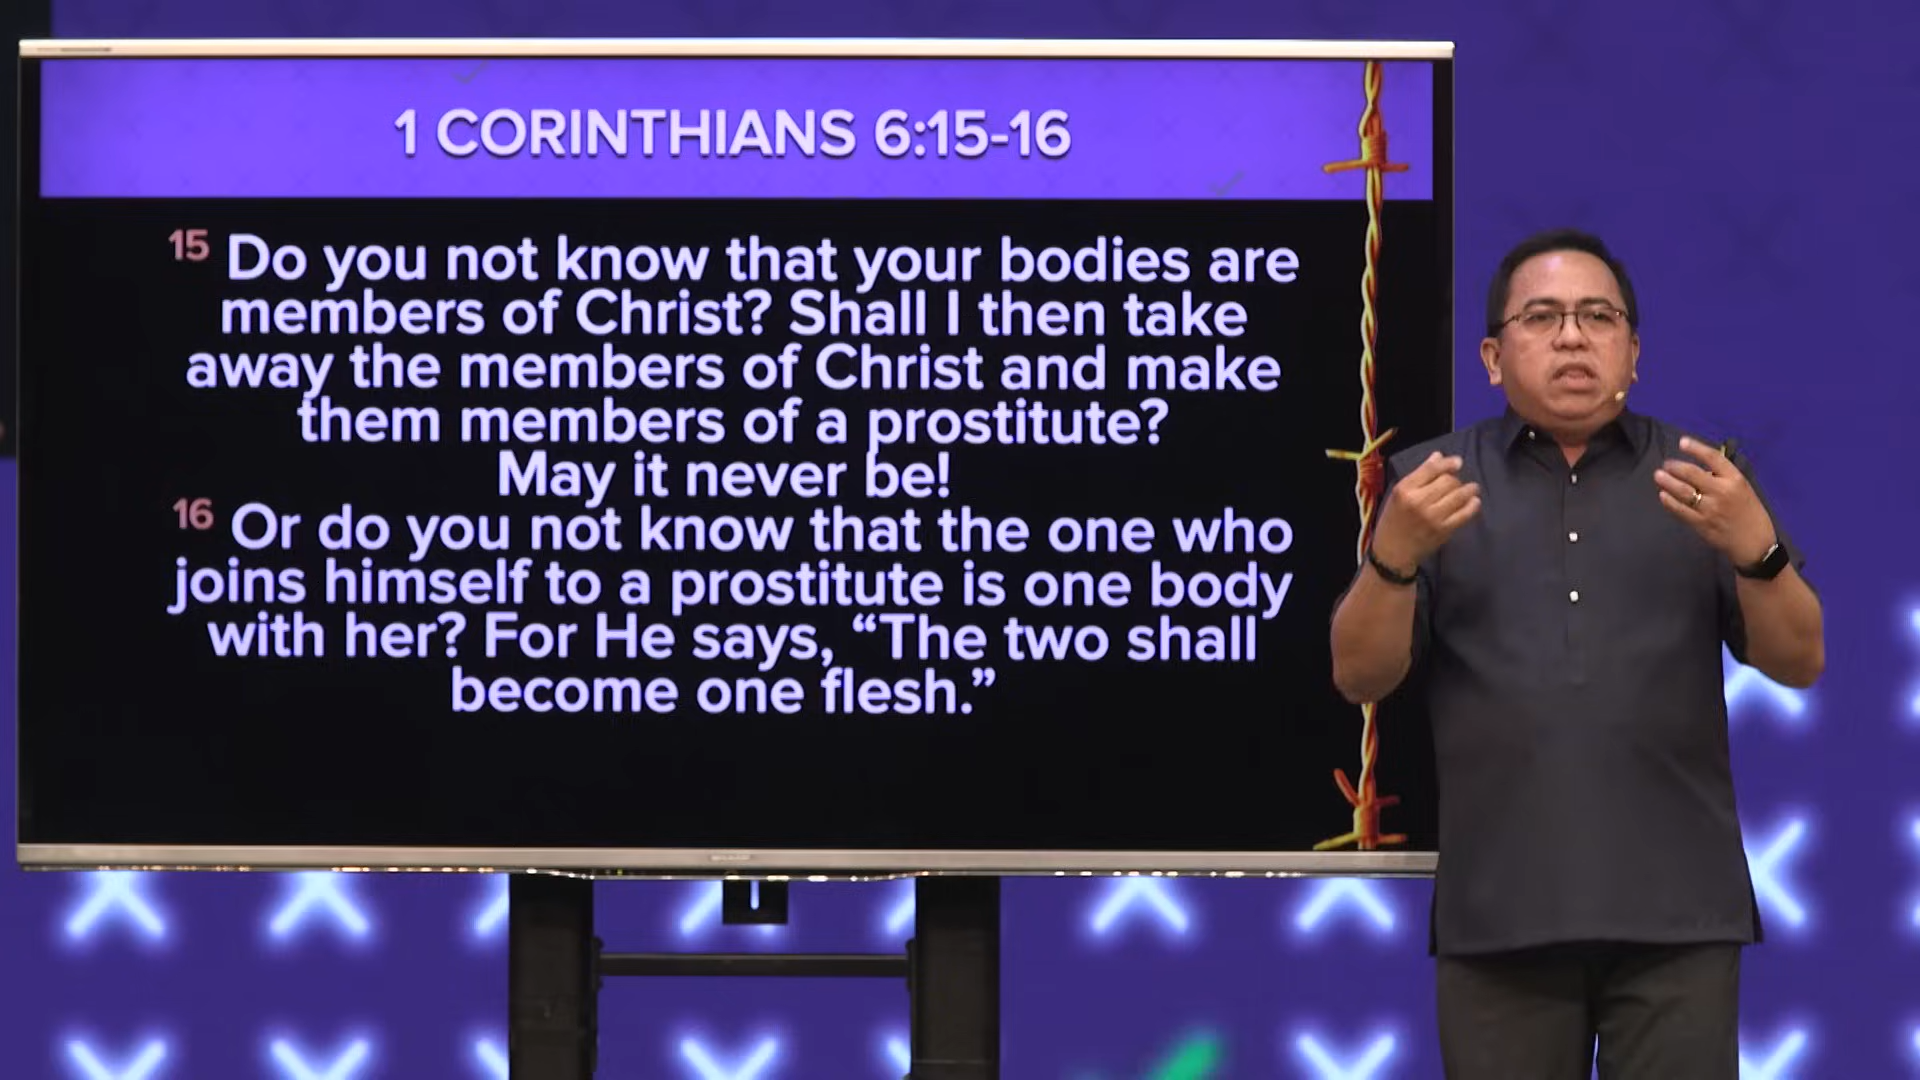 1 CORINTHIANS 6:15-16
15 Do you not know that your bodies are
members of Christ? Shall I then take
away the members of Christ and make
them members of a prostitute?
May it never be!
16 Or do you not know that the one who
joins himself to a prostitute is one body
with her? For He says, “The two shall
become one flesh.”